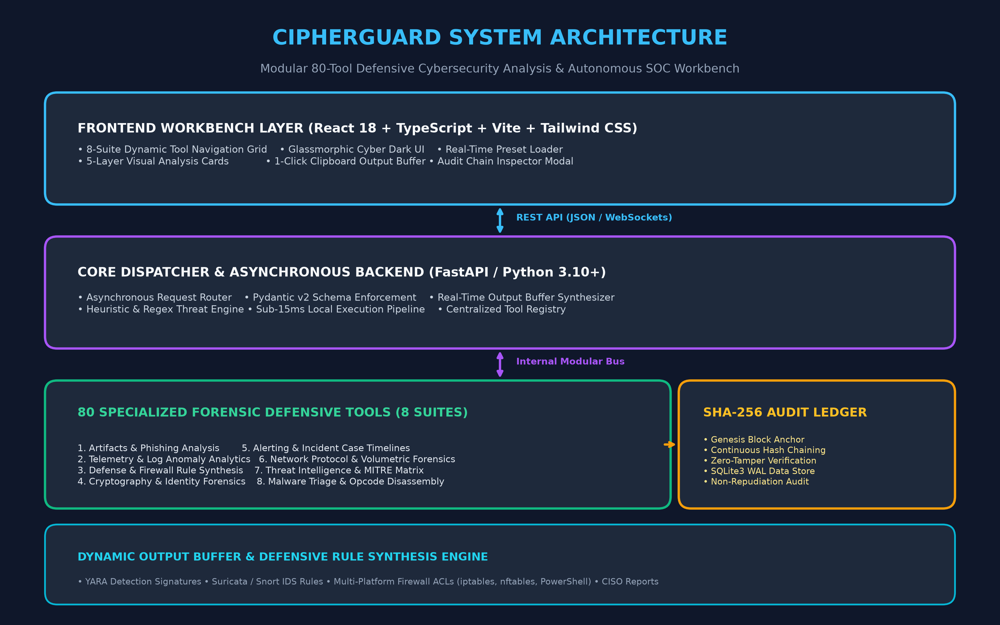 CIPHERGUARD SYSTEM ARCHITECTURE
Modular 80-Tool Defensive Cybersecurity Analysis & Autonomous SOC Workbench
FRONTEND WORKBENCH LAYER (React 18 + TypeScript + Vite + Tailwind CSS)
• 8-Suite Dynamic Tool Navigation Grid • Glassmorphic Cyber Dark UI • Real-Time Preset Loader
• 5-Layer Visual Analysis Cards • 1-Click Clipboard Output Buffer • Audit Chain Inspector Modal
REST API (JSON / WebSockets)
CORE DISPATCHER & ASYNCHRONOUS BACKEND (FastAPI / Python 3.10+)
• Asynchronous Request Router • Pydantic v2 Schema Enforcement • Real-Time Output Buffer Synthesizer
• Heuristic & Regex Threat Engine • Sub-15ms Local Execution Pipeline • Centralized Tool Registry
Internal Modular Bus
80 SPECIALIZED FORENSIC DEFENSIVE TOOLS (8 SUITES)
1. Artifacts & Phishing Analysis 5. Alerting & Incident Case Timelines
2. Telemetry & Log Anomaly Analytics 6. Network Protocol & Volumetric Forensics
3. Defense & Firewall Rule Synthesis 7. Threat Intelligence & MITRE Matrix
4. Cryptography & Identity Forensics 8. Malware Triage & Opcode Disassembly
SHA-256 AUDIT LEDGER
• Genesis Block Anchor
• Continuous Hash Chaining
• Zero-Tamper Verification
• SQLite3 WAL Data Store
• Non-Repudiation Audit
DYNAMIC OUTPUT BUFFER & DEFENSIVE RULE SYNTHESIS ENGINE
• YARA Detection Signatures • Suricata / Snort IDS Rules • Multi-Platform Firewall ACLs (iptables, nftables, PowerShell) • CISO Reports